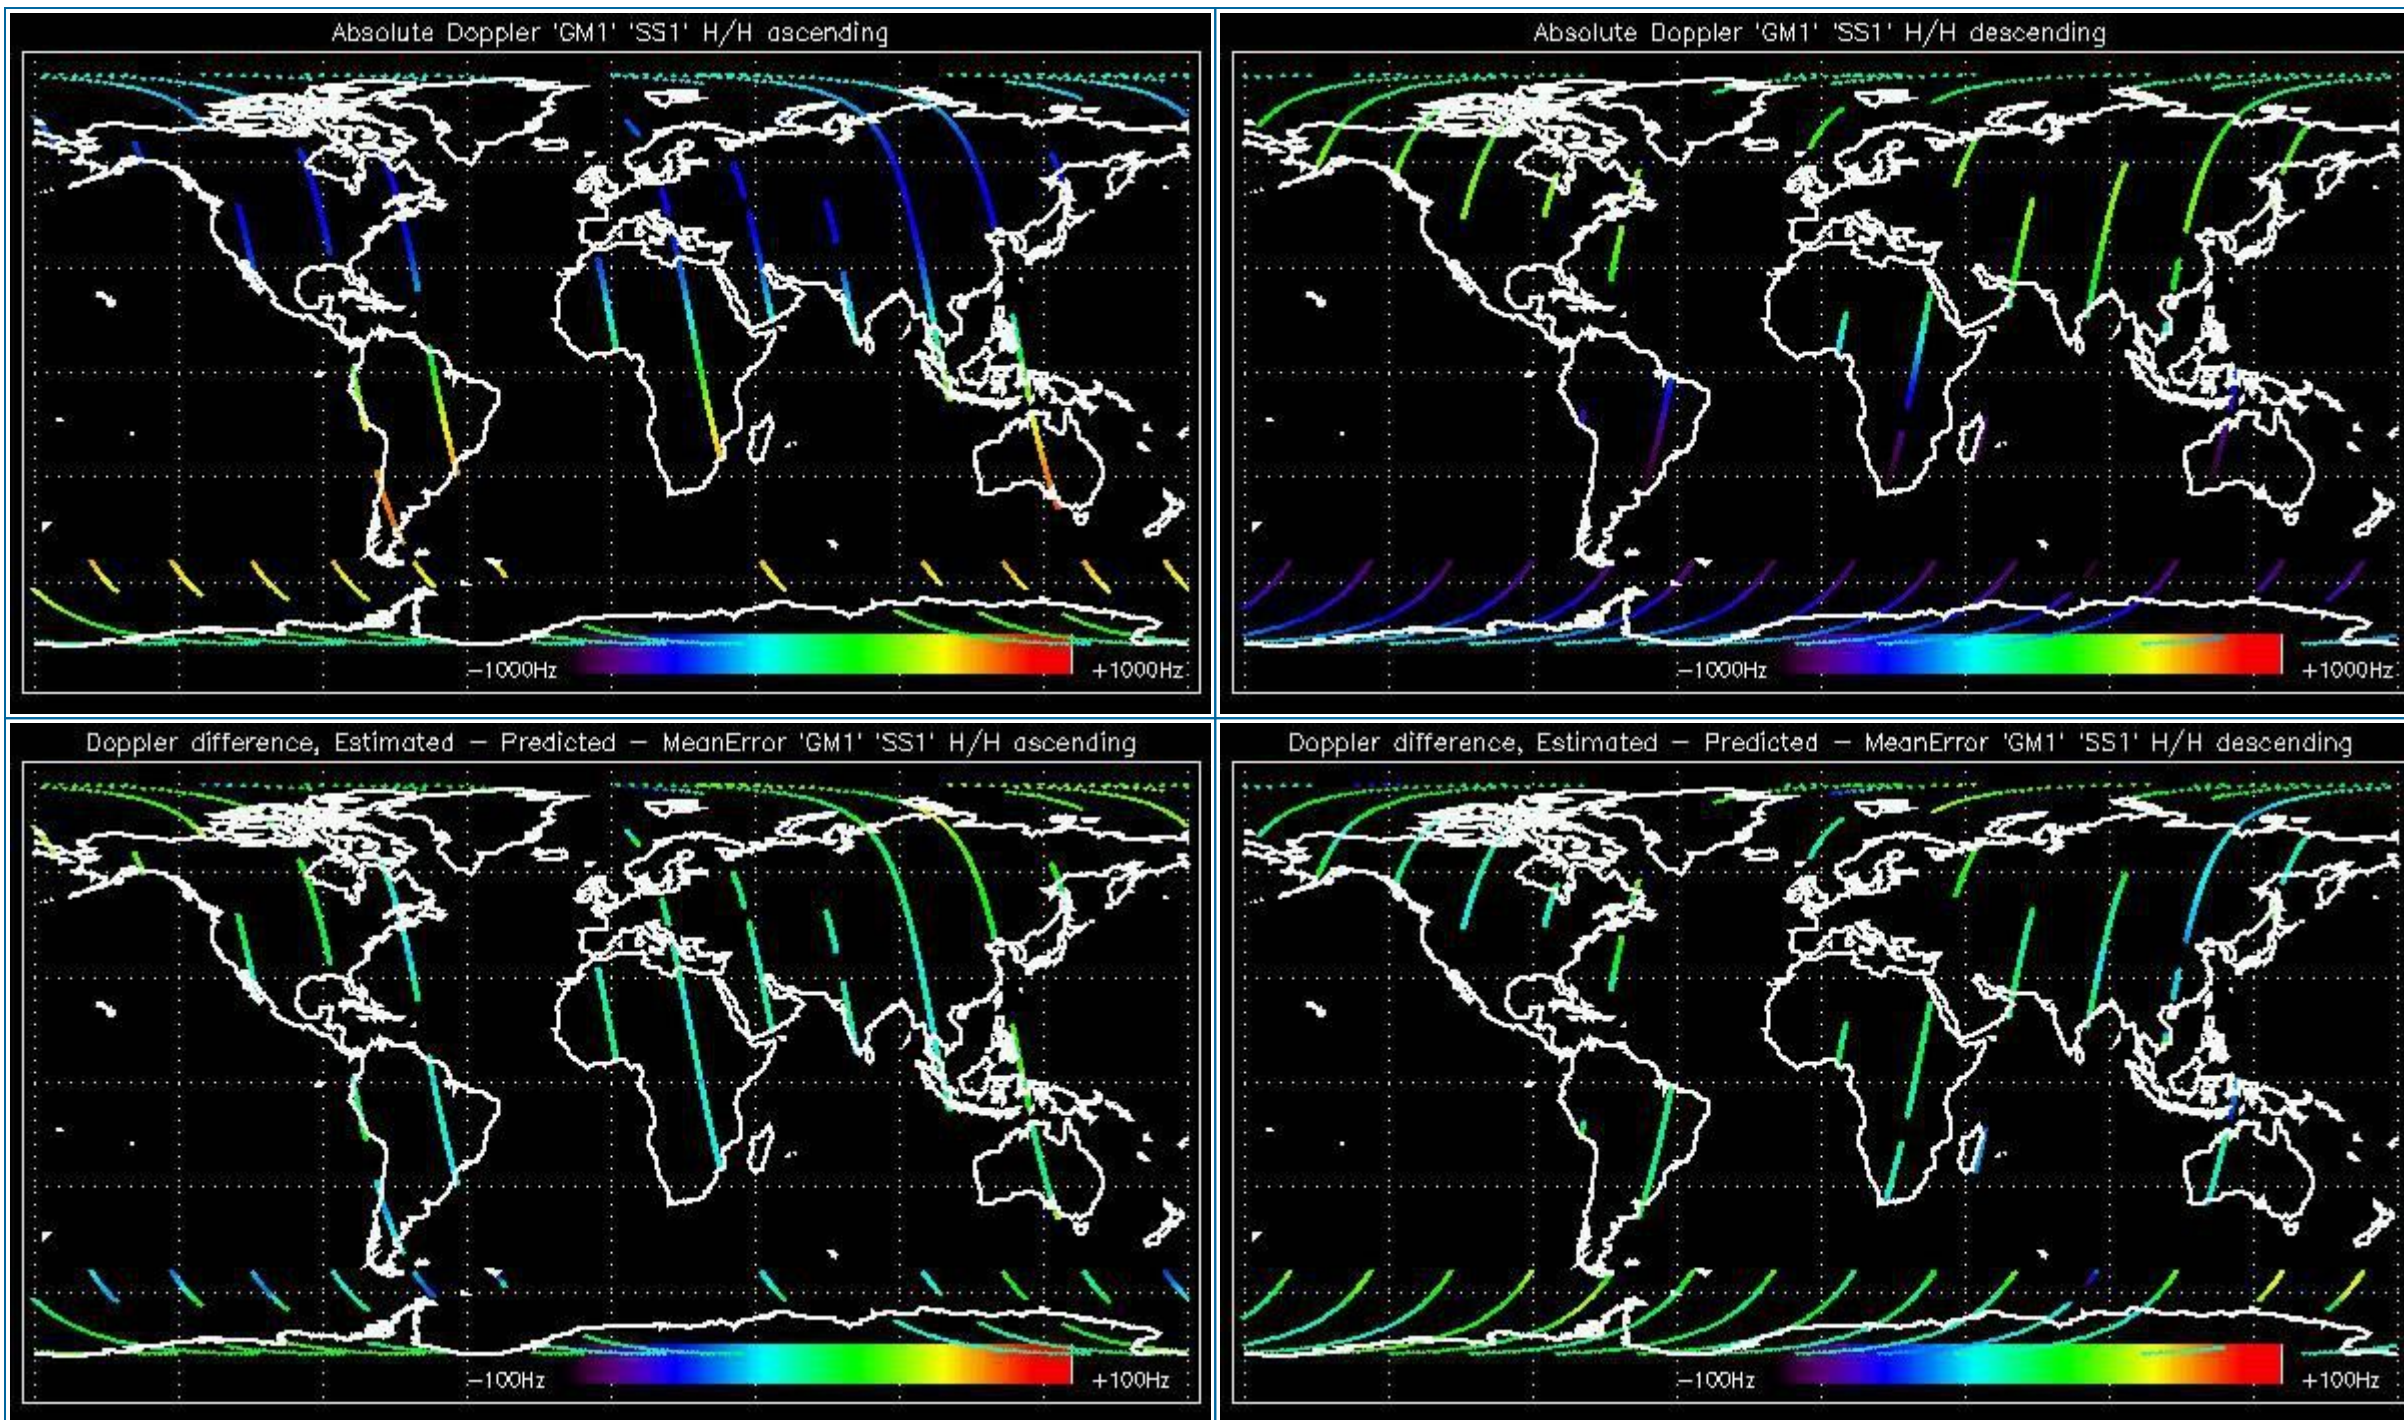 Absolute Doppler 'GM1' 'SS1' H/H ascending
−1000Hz
+1000Hz
Absolute Doppler 'GM1' 'SS1' H/H descending
−1000Hz
+1000Hz
Doppler difference, Estimated − Predicted − MeanError 'GM1' 'SS1' H/H ascending
−100Hz
+100Hz
Doppler difference, Estimated − Predicted − MeanError 'GM1' 'SS1' H/H descending
−100Hz
+100Hz